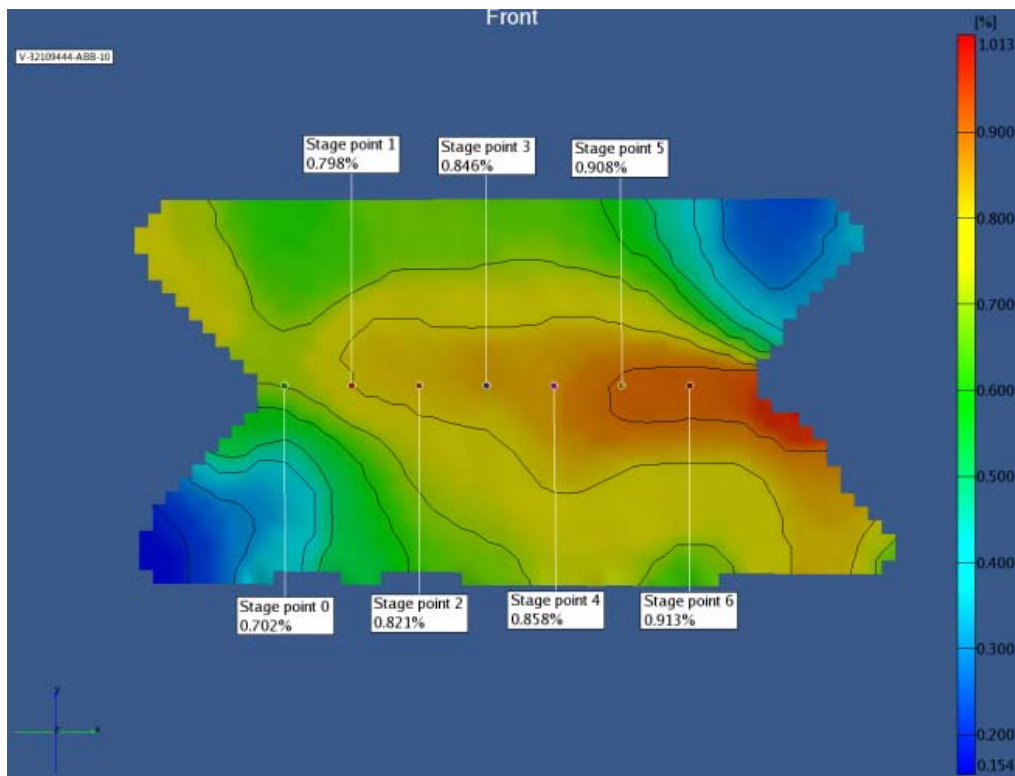 Front
[%]
V-32109444-ABB-10
1.013
0.900
0.800
0.700
0.600
0.500
0.400
0.300
0.200
0.154
Stage point 1
0.798%
Stage point 3
0.846%
Stage point 5
0.908%
Stage point 0
0.702%
Stage point 2
0.821%
Stage point 4
0.858%
Stage point 6
0.913%
y
z
x